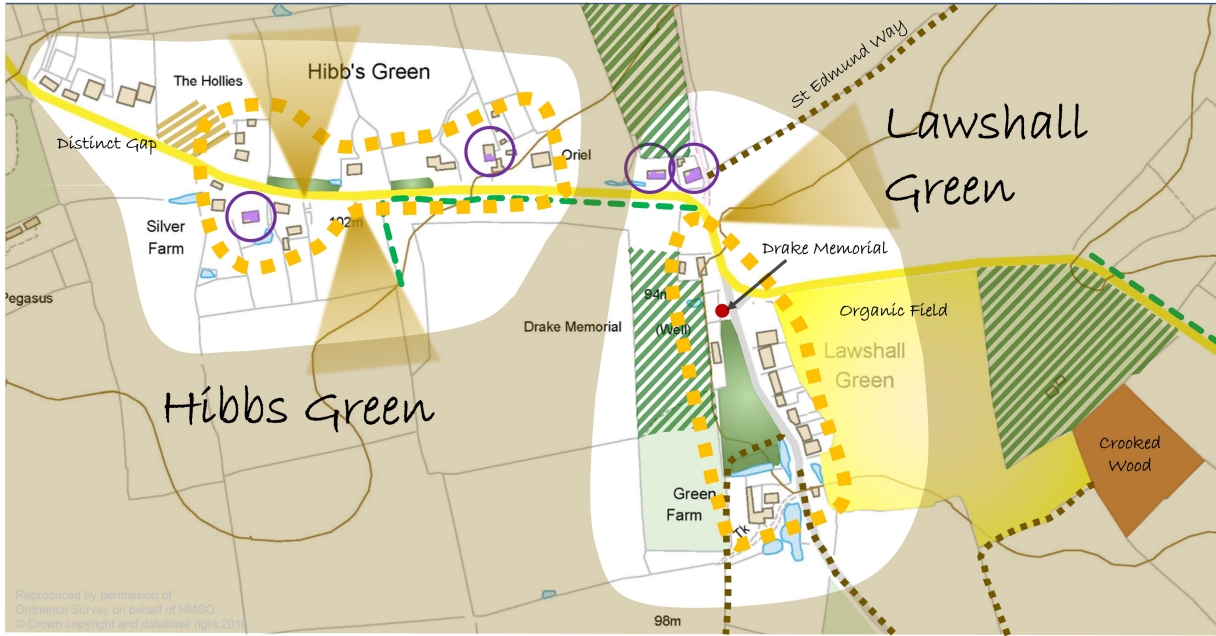 St Edmund Way
The Hollies
Hibb's Green
Lawshall
Green
Distinct Gap
Oriel
Silver
Farm
102m
Drake Memorial
Pegasus
94m
Drake Memorial
(Well)
Organic Field
Lawshall
Green
Hibbs Green
Crooked
Wood
Green
Farm
Tk
98m
Reproduced by permission of
Ordnance Survey on behalf of HMSO.
© Crown copyright and database right